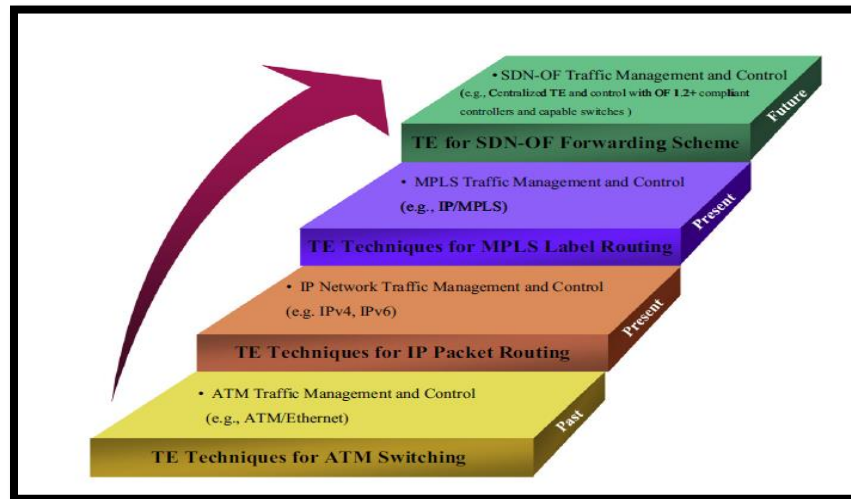 • SDN-OF Traffic Management and Control
(e.g., Centralized TE and control with OF 1.2+ compliant
controllers and capable switches )
TE for SDN-OF Forwarding Scheme
Future
• MPLS Traffic Management and Control
(e.g., IP/MPLS)
TE Techniques for MPLS Label Routing
Present
• IP Network Traffic Management and Control
(e.g. IPv4, IPv6)
TE Techniques for IP Packet Routing
Present
• ATM Traffic Management and Control
(e.g., ATM/Ethernet)
TE Techniques for ATM Switching
Past